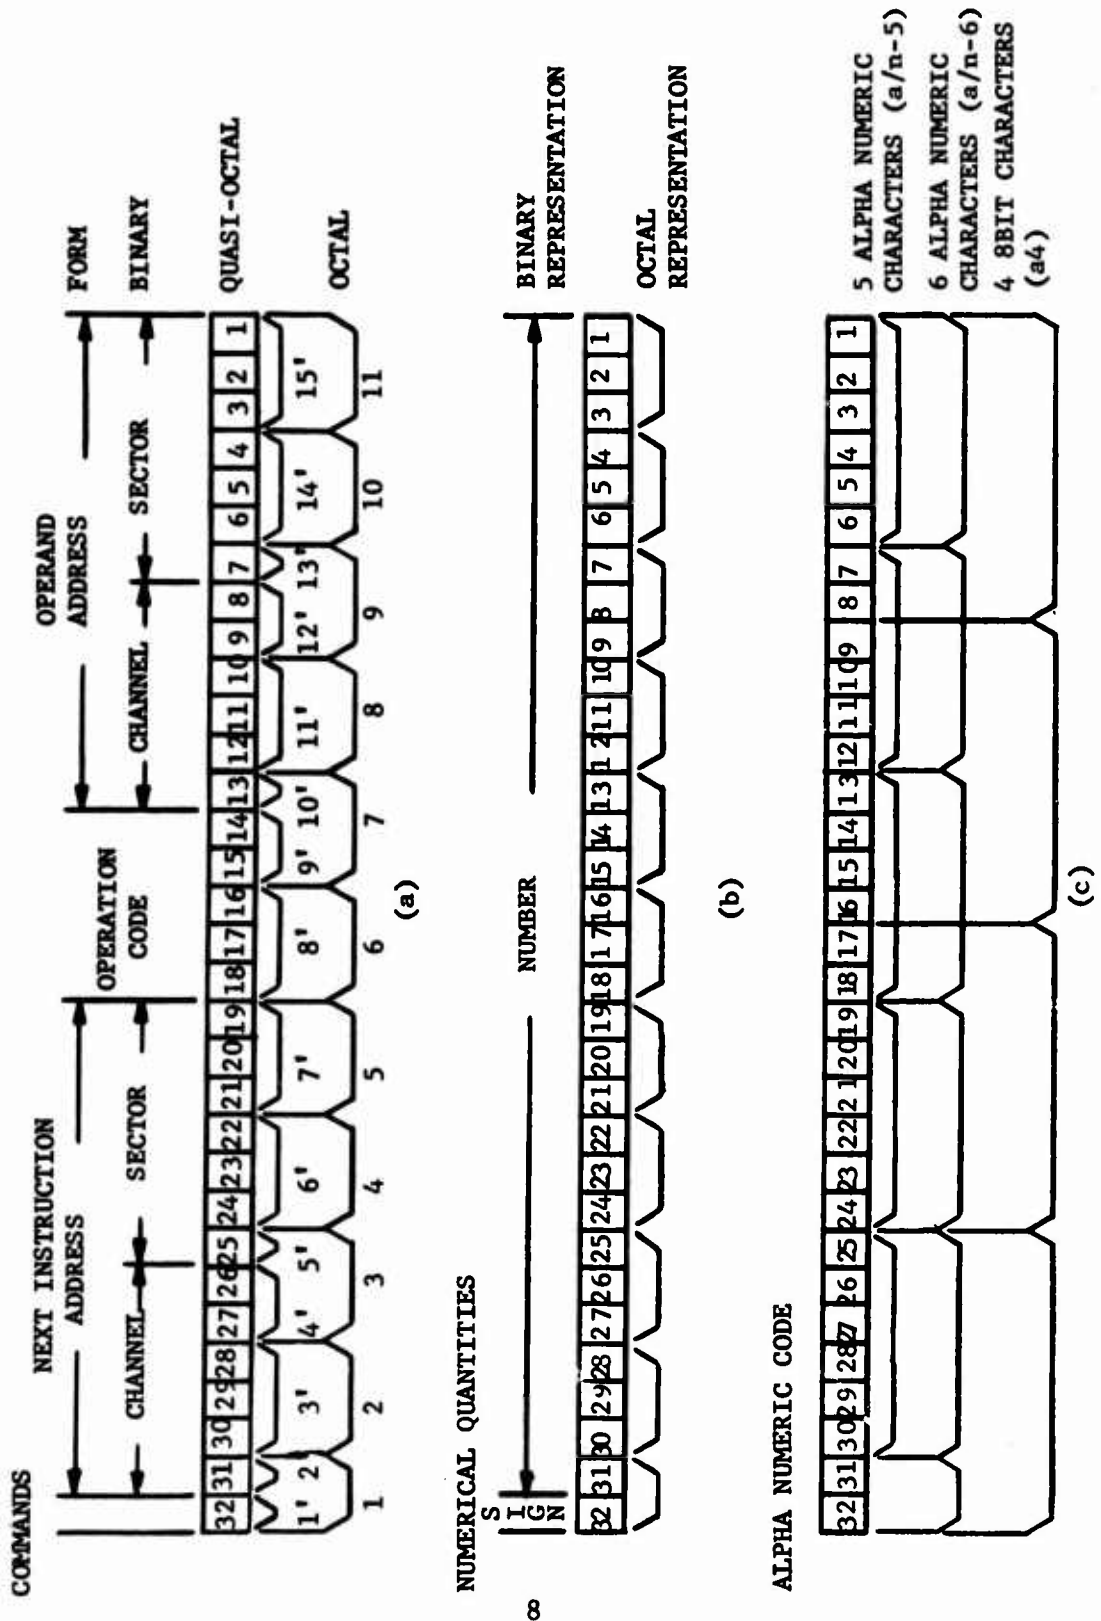 COMMANDS
NEXT INSTRUCTION
ADDRESS
OPERATION
CODE
OPERAND
ADDRESS
FORM
CHANNEL
SECTOR
CHANNEL
SECTOR
BINARY
32 31 30 29 28 27 26 25 24 23 22 21 20 19 18 17 16 15 14 13 12 11 10 9 8 7 6 5 4 3 2 1
QUASI-OCTAL
1' 2' 3' 4' 5' 6' 7' 8' 9' 10' 11' 12' 13' 14' 15'
OCTAL
1 2 3 4 5 6 7 8 9 10 11
(a)
NUMERICAL QUANTITIES
SIGN
NUMBER
BINARY
REPRESENTATION
32 31 30 29 28 27 26 25 24 23 22 21 20 19 18 17 16 15 14 13 12 11 10 9 8 7 6 5 4 3 2 1
OCTAL
REPRESENTATION
(b)
ALPHA NUMERIC CODE
32 31 30 29 28 27 26 25 24 23 22 21 20 19 18 17 16 15 14 13 12 11 10 9 8 7 6 5 4 3 2 1
5 ALPHA NUMERIC
CHARACTERS (a/n-5)
6 ALPHA NUMERIC
CHARACTERS (a/n-6)
4 8BIT CHARACTERS
(a4)
(c)
8